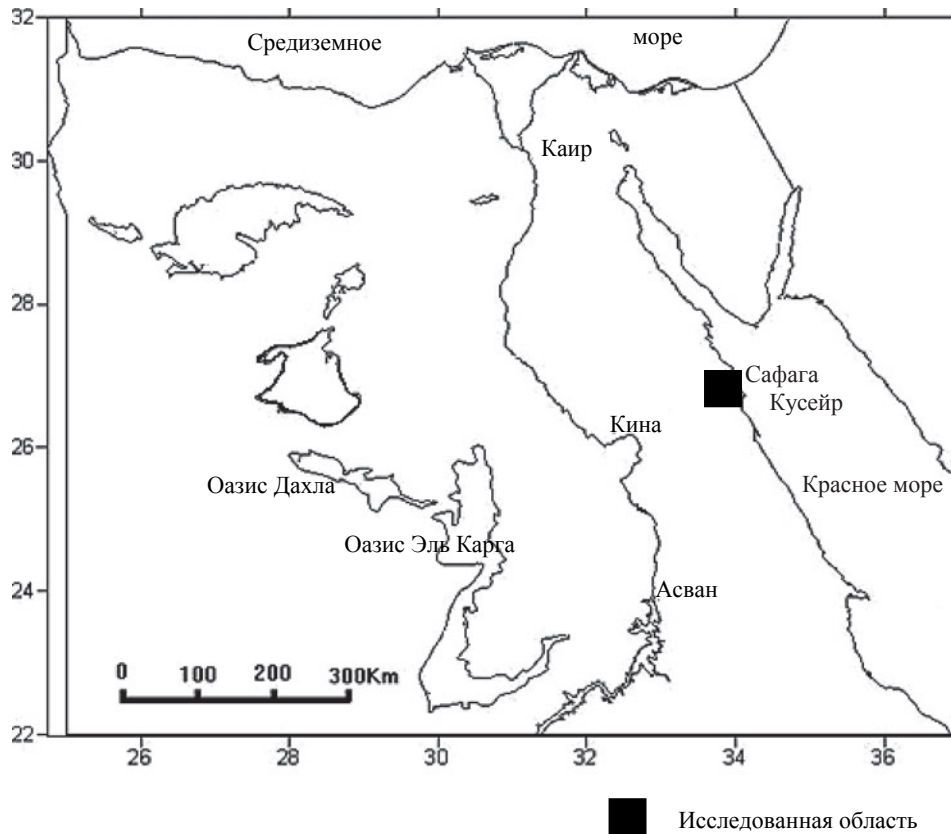 32
Средиземное море
30
Каир
28
Сафага
Кусейр
26
Кина
Оазис Дахла
Красное море
Оазис Эль Карга
24
Асван
0 100 200 300Km
22
26 28 30 32 34 36
Исследованная область